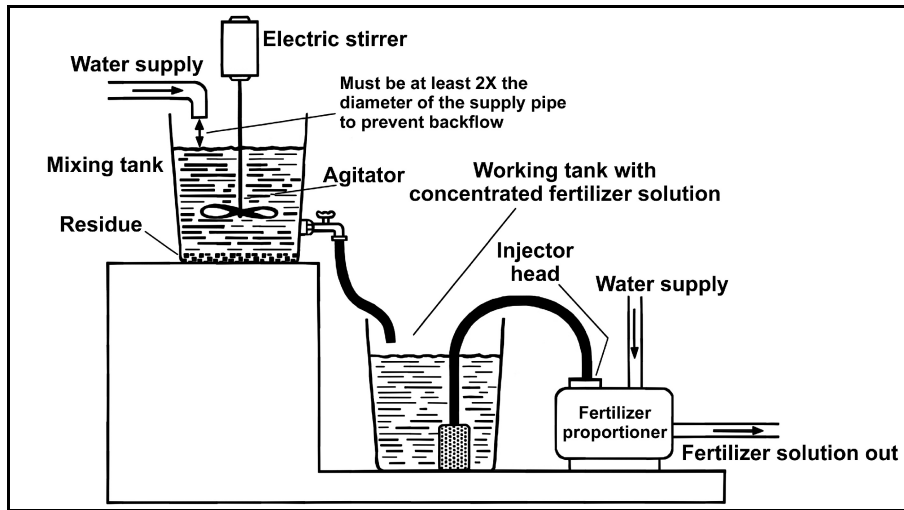 Electric stirrer
Water supply
Must be at least 2X the
diameter of the supply pipe
to prevent backflow
Mixing tank
Agitator
Working tank with
concentrated fertilizer solution
Residue
Injector
head
Water supply
Fertilizer
proportioner
Fertilizer solution out